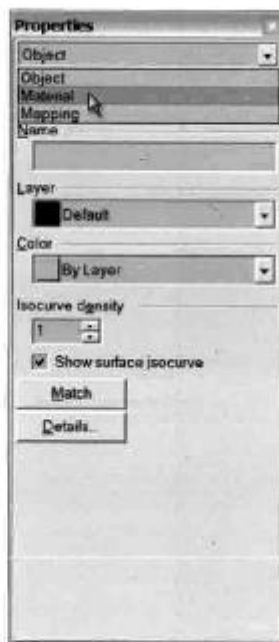 Properties
Object
Object
Material
Mapping
Name
Layer
Default
Color
By Layer
Isocurve density
1
Show surface isocurve
Match
Details...